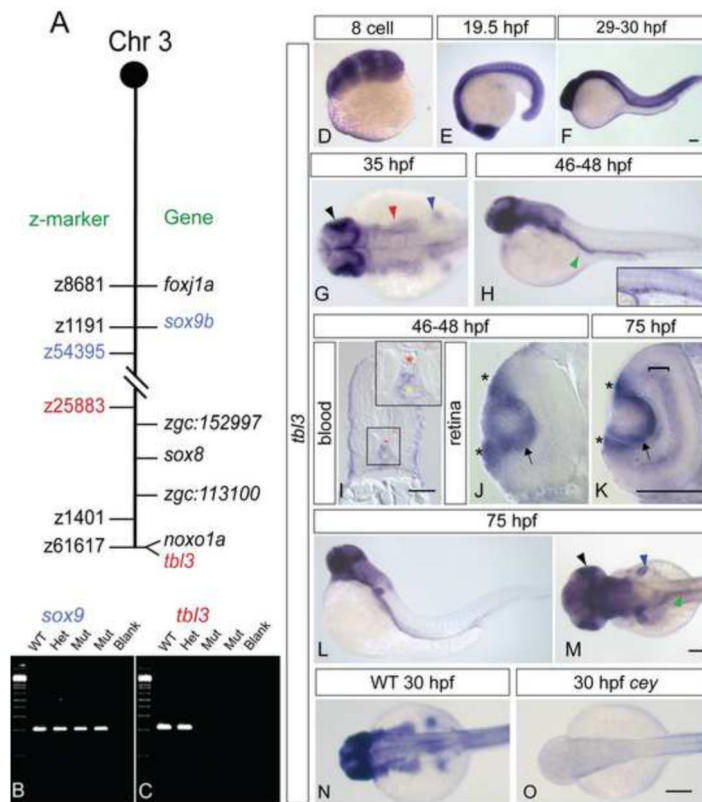 A
Chr 3
z-marker Gene
z8681 foxj1a
z1191 sox9b
z54395
z25883
zgc:152997
sox8
zgc:113100
z1401
z61617 noxo1a
tbl3
sox9 tbl3
WT Het Mut Mut Blank WT Het Mut Mut Blank
B C
tbl3
8 cell 19.5 hpf 29-30 hpf
D E F
35 hpf 46-48 hpf
G H
46-48 hpf 75 hpf
blood retina
* * * * * *
I J K
75 hpf
L M
WT 30 hpf 30 hpf cey
N O